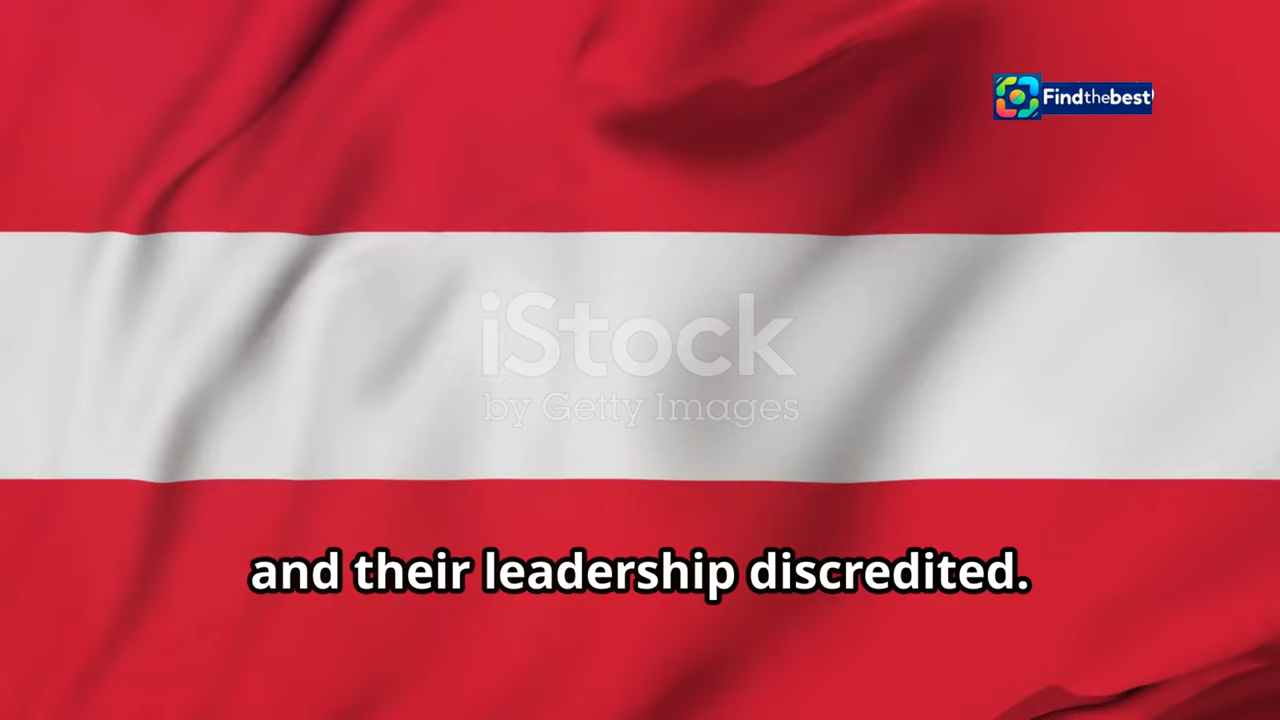 Findthebest
iStock
by Getty Images
and their leadership discredited.